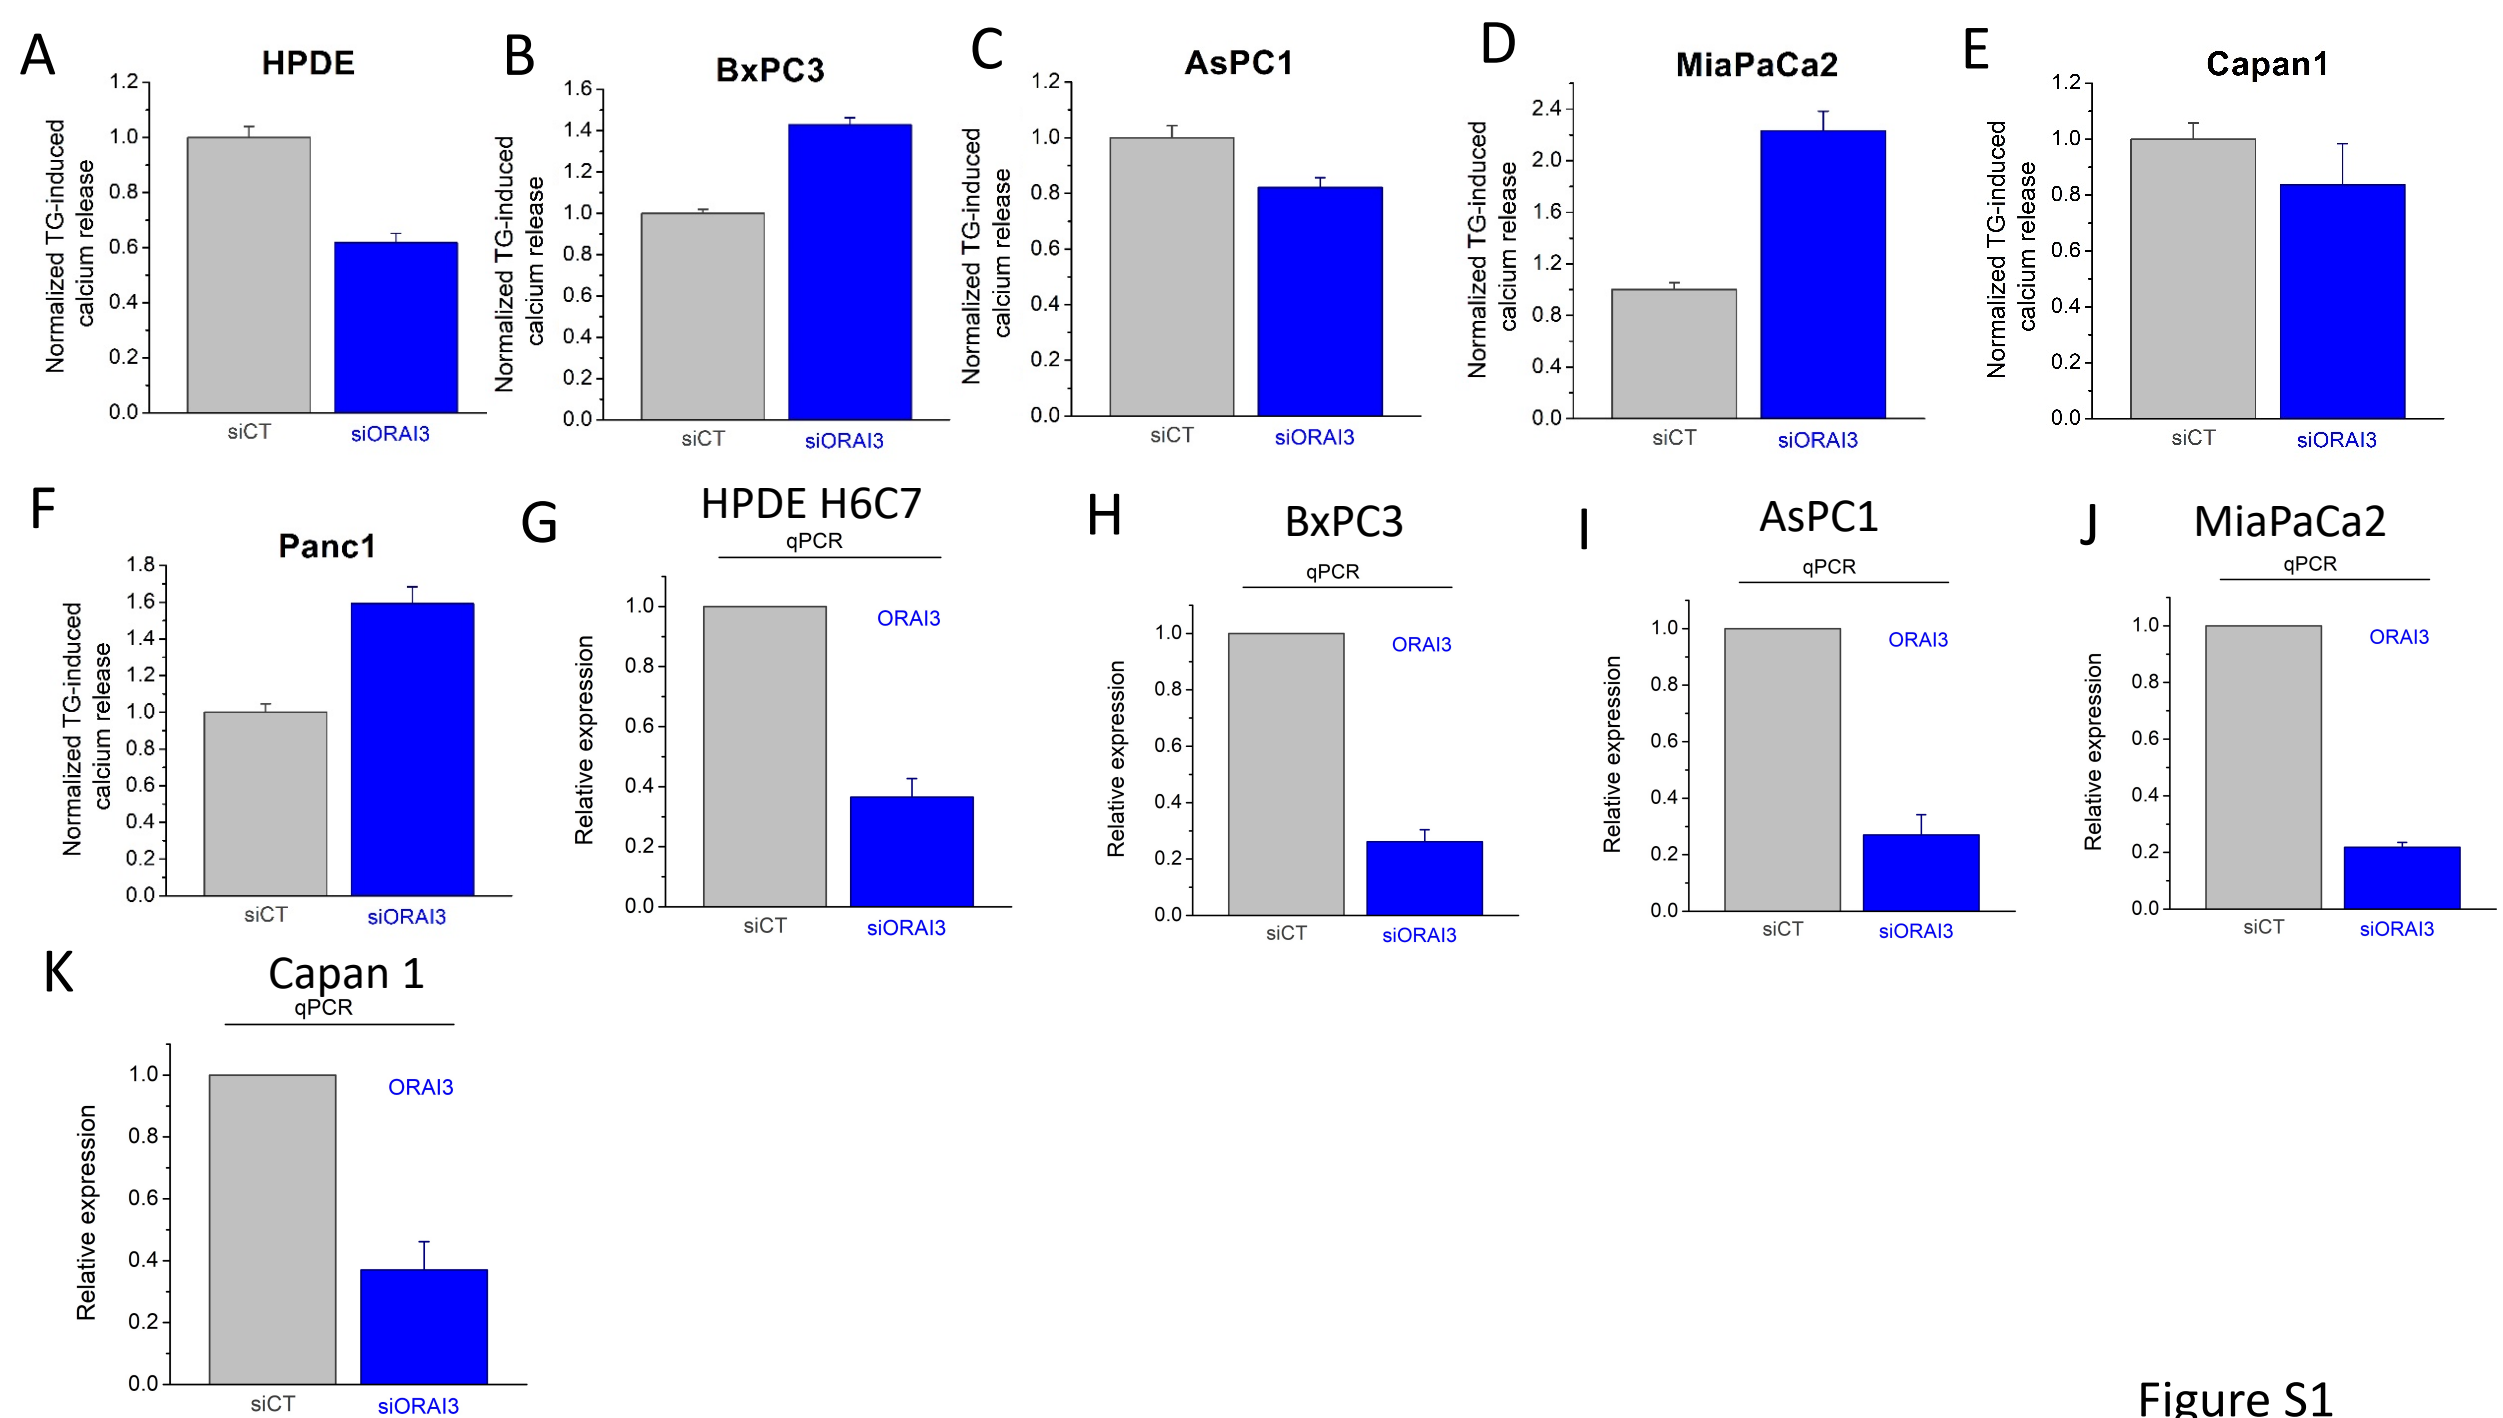 A
HPDE
Normalized TG-induced
calcium release
1.2
1.0
0.8
0.6
0.4
0.2
0.0
siCT
siORAI3
B
BxPC3
Normalized TG-induced
calcium release
1.6
1.4
1.2
1.0
0.8
0.6
0.4
0.2
0.0
siCT
siORAI3
C
AsPC1
Normalized TG-induced
calcium release
1.2
1.0
0.8
0.6
0.4
0.2
0.0
siCT
siORAI3
D
MiaPaCa2
Normalized TG-induced
calcium release
2.4
2.0
1.6
1.2
0.8
0.4
0.0
siCT
siORAI3
E
Capan1
Normalized TG-induced
calcium release
1.2
1.0
0.8
0.6
0.4
0.2
0.0
siCT
siORAI3
F
Panc1
Normalized TG-induced
calcium release
1.8
1.6
1.4
1.2
1.0
0.8
0.6
0.4
0.2
0.0
siCT
siORAI3
G
HPDE H6C7
qPCR
ORAI3
Relative expression
1.0
0.8
0.6
0.4
0.2
0.0
siCT
siORAI3
H
BxPC3
qPCR
ORAI3
Relative expression
1.0
0.8
0.6
0.4
0.2
0.0
siCT
siORAI3
I
AsPC1
qPCR
ORAI3
Relative expression
1.0
0.8
0.6
0.4
0.2
0.0
siCT
siORAI3
J
MiaPaCa2
qPCR
ORAI3
Relative expression
1.0
0.8
0.6
0.4
0.2
0.0
siCT
siORAI3
K
Capan 1
qPCR
ORAI3
Relative expression
1.0
0.8
0.6
0.4
0.2
0.0
siCT
siORAI3
Figure S1